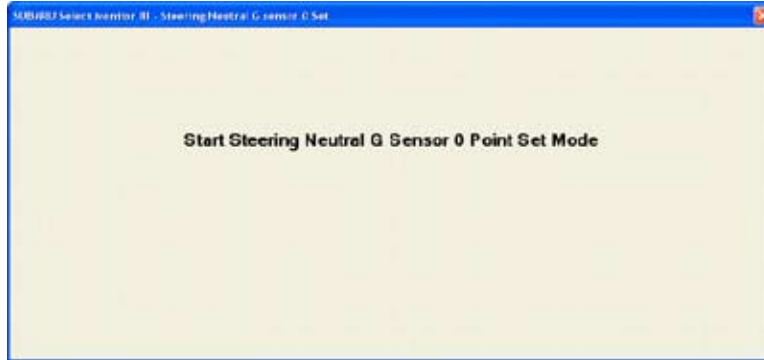 SUBARU Select Monitor III - Steering Neutral G sensor 0 Set
Start Steering Neutral G Sensor 0 Point Set Mode